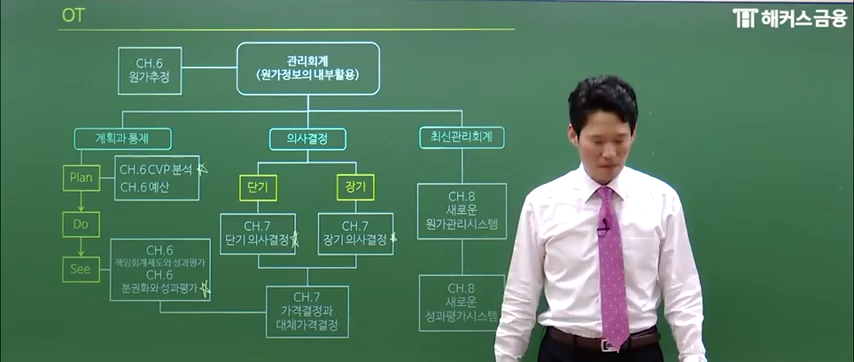 OT
해커스금융
CH.6
원가추정
관리회계
(원가정보의 내부활용)
계획과 통제
의사결정
최신관리회계
Plan
CH.6 CVP 분석
CH.6 예산
Do
See
CH.6
책임회계제도와 성과평가
CH.6
분권화와 성과평가
단기
장기
CH.7
단기 의사결정
CH.7
장기 의사결정
CH.7
가격결정과
대체가격결정
CH.8
새로운
원가관리시스템
CH.8
새로운
성과평가시스템